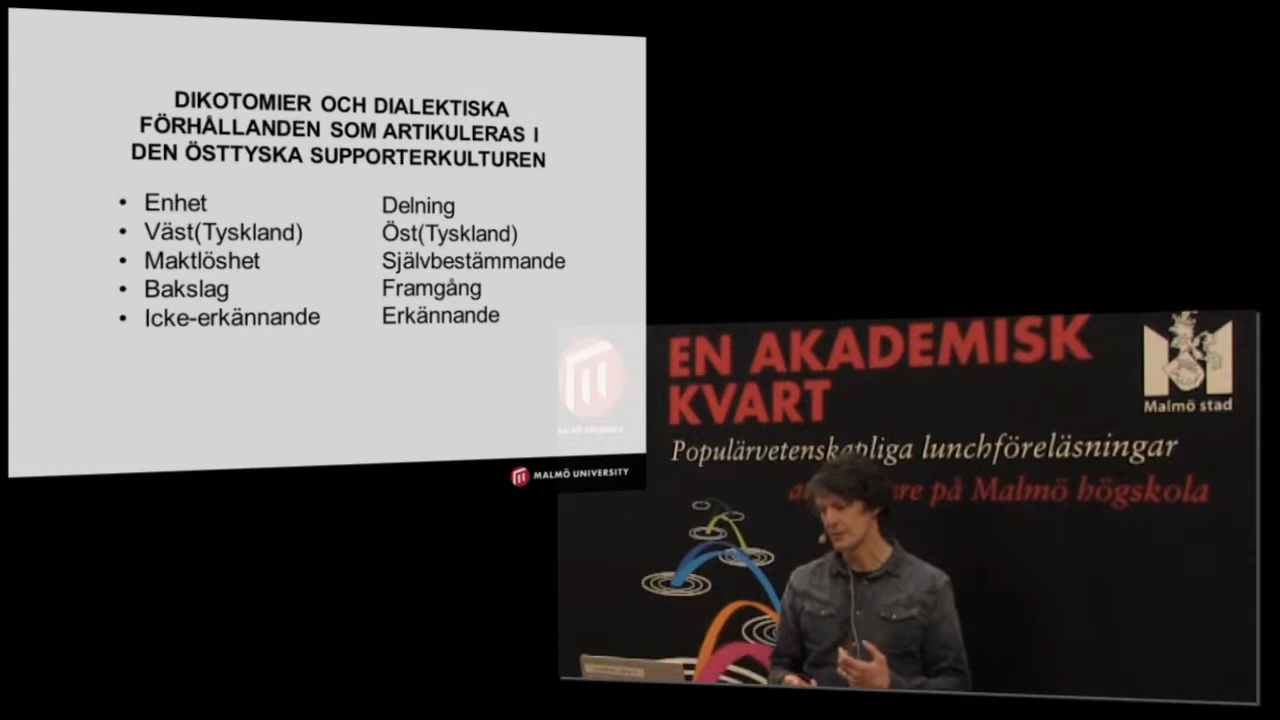 DIKOTOMIER OCH DIALEKTISKA
FÖRHÅLLANDEN SOM ARTIKULERAS I
DEN ÖSTTYSKA SUPPORTERKULTUREN
• Enhet Delning
• Väst(Tyskland) Öst(Tyskland)
• Maktlöshet Självbestämmande
• Bakslag Framgång
• Icke-erkännande Erkännande
MALMÖ UNIVERSITY
EN AKADEMISK
KVART
Malmö stad
Populärvetenskapliga lunchföreläsningar
på Malmö högskola